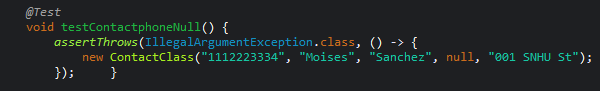 @Test
void testContactphoneNull() {
assertThrows(IllegalArgumentException.class, () -> {
new ContactClass("1112223334", "Moises", "Sanchez", null, "001 SNHU St");
}); }